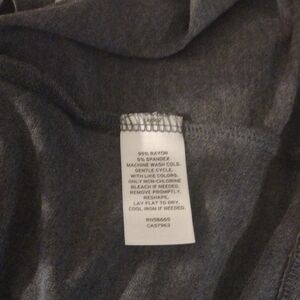 95% RAYON
5% SPANDEX
MACHINE WASH COLD.
GENTLE CYCLE.
WITH LIKE COLORS.
ONLY NON-CHLORINE
BLEACH IF NEEDED.
REMOVE PROMPTLY.
RESHAPE.
LAY FLAT TO DRY.
COOL IRON IF NEEDED.
RN58665
CA57963